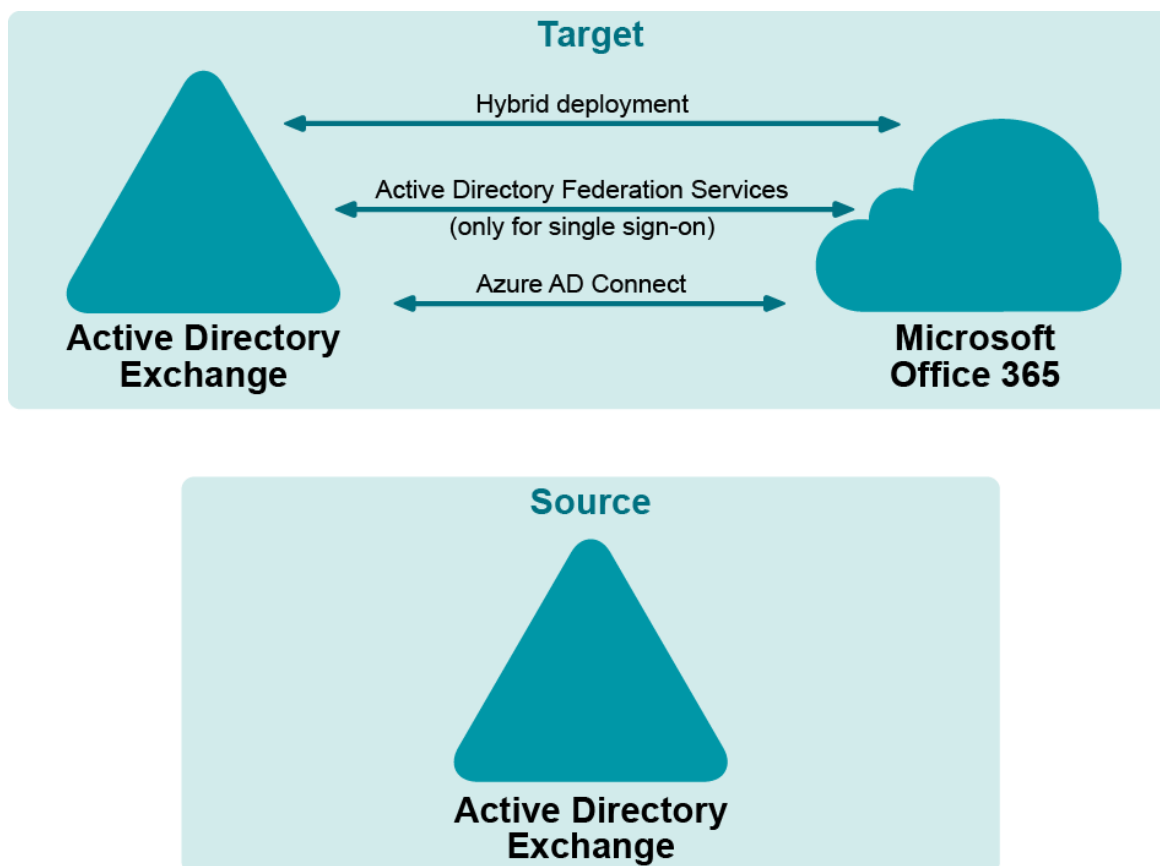 Target
Hybrid deployment
Active Directory Federation Services
(only for single sign-on)
Azure AD Connect
Active Directory
Exchange
Microsoft
Office 365
Source
Active Directory
Exchange